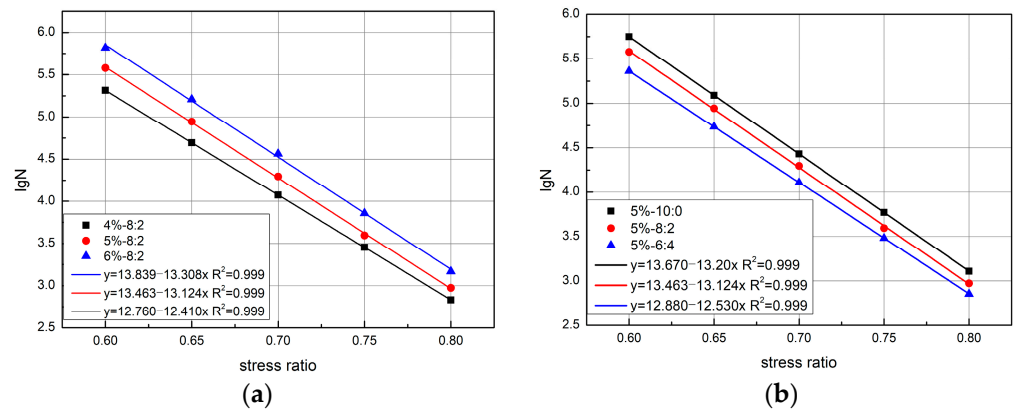 6.0
5.5
5.0
4.5
4.0
3.5
3.0
2.5
lgN
4%-8:2
5%-8:2
6%-8:2
y=13.839−13.308x R²=0.999
y=13.463−13.124x R²=0.999
y=12.760−12.410x R²=0.999
0.60 0.65 0.70 0.75 0.80
stress ratio
(a)
6.0
5.5
5.0
4.5
4.0
3.5
3.0
2.5
lgN
5%-10:0
5%-8:2
5%-6:4
y=13.670−13.20x R²=0.999
y=13.463−13.124x R²=0.999
y=12.880−12.530x R²=0.999
0.60 0.65 0.70 0.75 0.80
stress ratio
(b)